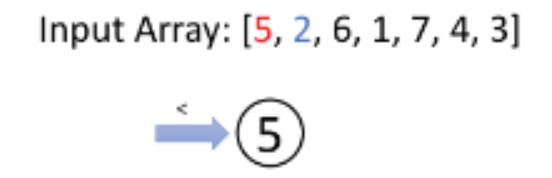 Input Array: [5, 2, 6, 1, 7, 4, 3]
<
5